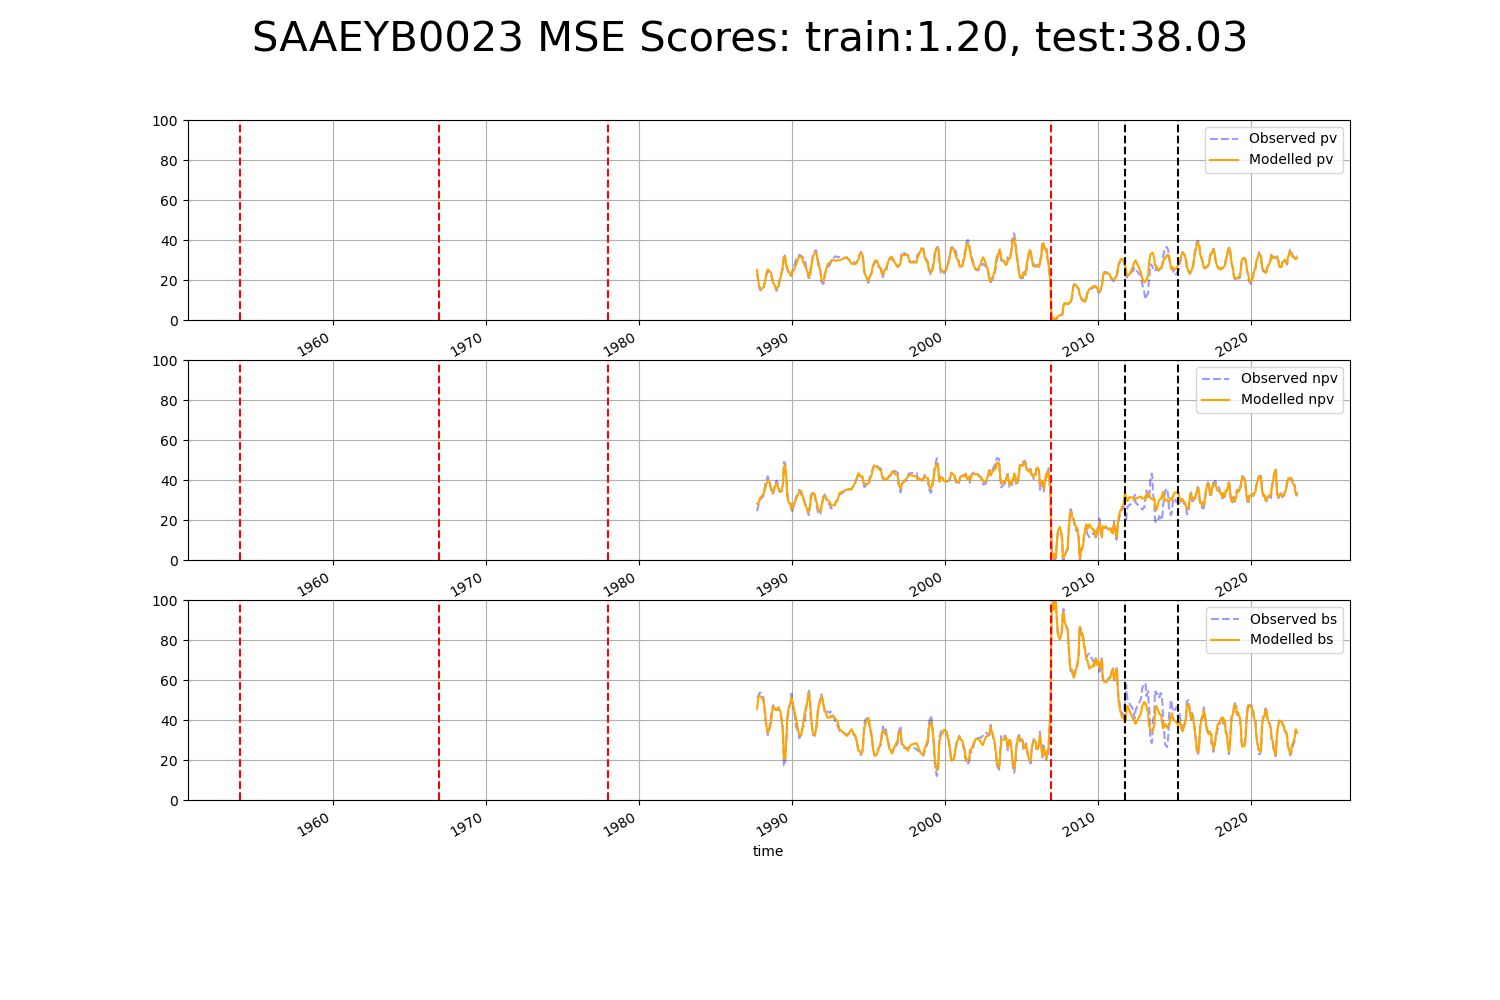 SAAEYB0023 MSE Scores: train:1.20, test:38.03
100
80
60
40
20
0
Observed pv
Modelled pv
1960 1970 1980 1990 2000 2010 2020
100
80
60
40
20
0
Observed npv
Modelled npv
1960 1970 1980 1990 2000 2010 2020
100
80
60
40
20
0
Observed bs
Modelled bs
1960 1970 1980 1990 2000 2010 2020
time